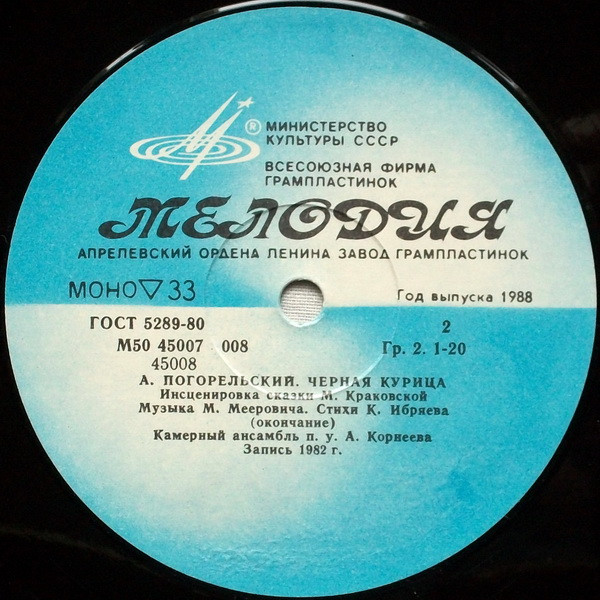 ® МИНИСТЕРСТВО
КУЛЬТУРЫ СССР
ВСЕСОЮЗНАЯ ФИРМА
ГРАМПЛАСТИНОК
МЕЛОДИЯ
АПРЕЛЕВСКИЙ ОРДЕНА ЛЕНИНА ЗАВОД ГРАМПЛАСТИНОК
МОНО ▽ 33
Год выпуска 1988
ГОСТ 5289-80
2
М50 45007 008
Гр. 2. 1-20
45008
А. ПОГОРЕЛЬСКИЙ. ЧЕРНАЯ КУРИЦА
Инсценировка сказки М. Краковской
Музыка М. Мееровича. Стихи К. Ибряева
(окончание)
Камерный ансамбль п. у. А. Корнеева
Запись 1982 г.